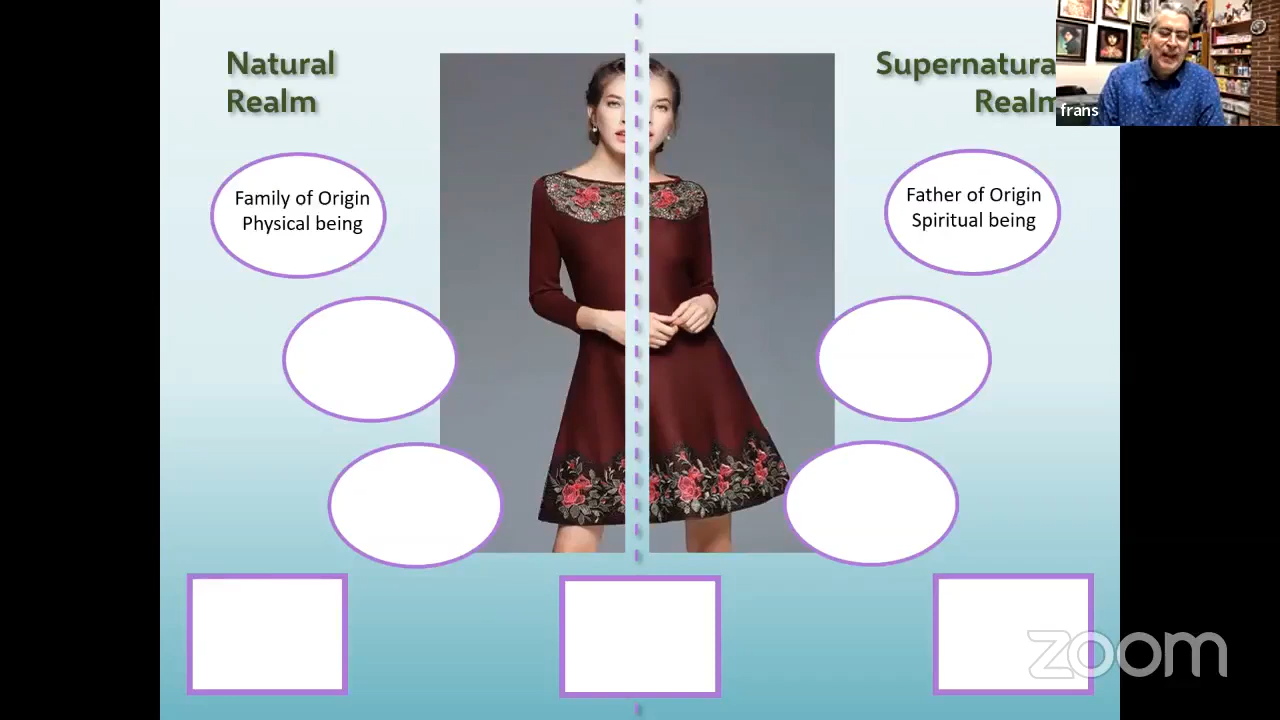 Natural
Realm
Supernatura
Realm
frans
Family of Origin
Physical being
Father of Origin
Spiritual being
zoom